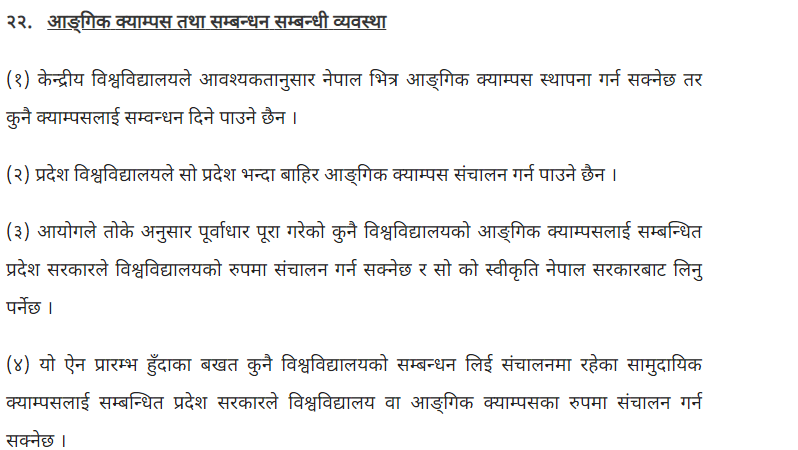 २२. आङ्गिक क्याम्पस तथा सम्बन्धन सम्बन्धी व्यवस्था
(१) केन्द्रीय विश्वविद्यालयले आवश्यकतानुसार नेपाल भित्र आङ्गिक क्याम्पस स्थापना गर्न सक्नेछ तर
कुनै क्याम्पसलाई सम्वन्धन दिने पाउने छैन ।
(२) प्रदेश विश्वविद्यालयले सो प्रदेश भन्दा बाहिर आङ्गिक क्याम्पस संचालन गर्न पाउने छैन ।
(३) आयोगले तोके अनुसार पूर्वाधार पूरा गरेको कुनै विश्वविद्यालयको आङ्गिक क्याम्पसलाई सम्बन्धित
प्रदेश सरकारले विश्वविद्यालयको रुपमा संचालन गर्न सक्नेछ र सो को स्वीकृति नेपाल सरकारबाट लिनु
पर्नेछ ।
(४) यो ऐन प्रारम्भ हुँदाका बखत कुनै विश्वविद्यालयको सम्बन्धन लिई संचालनमा रहेका सामुदायिक
क्याम्पसलाई सम्बन्धित प्रदेश सरकारले विश्वविद्यालय वा आङ्गिक क्याम्पसका रुपमा संचालन गर्न
सक्नेछ ।